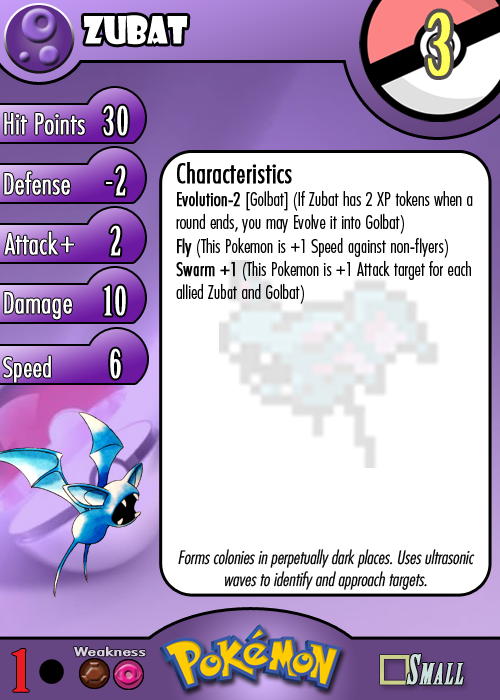 ZUBAT
3
Hit Points 30
Defense -2
Attack+ 2
Damage 10
Speed 6
Characteristics
Evolution-2 [Golbat] (If Zubat has 2 XP tokens when a
round ends, you may Evolve it into Golbat)
Fly (This Pokemon is +1 Speed against non-flyers)
Swarm +1 (This Pokemon is +1 Attack target for each
allied Zubat and Golbat)
Forms colonies in perpetually dark places. Uses ultrasonic
waves to identify and approach targets.
1
Weakness
POKéMON
SMALL